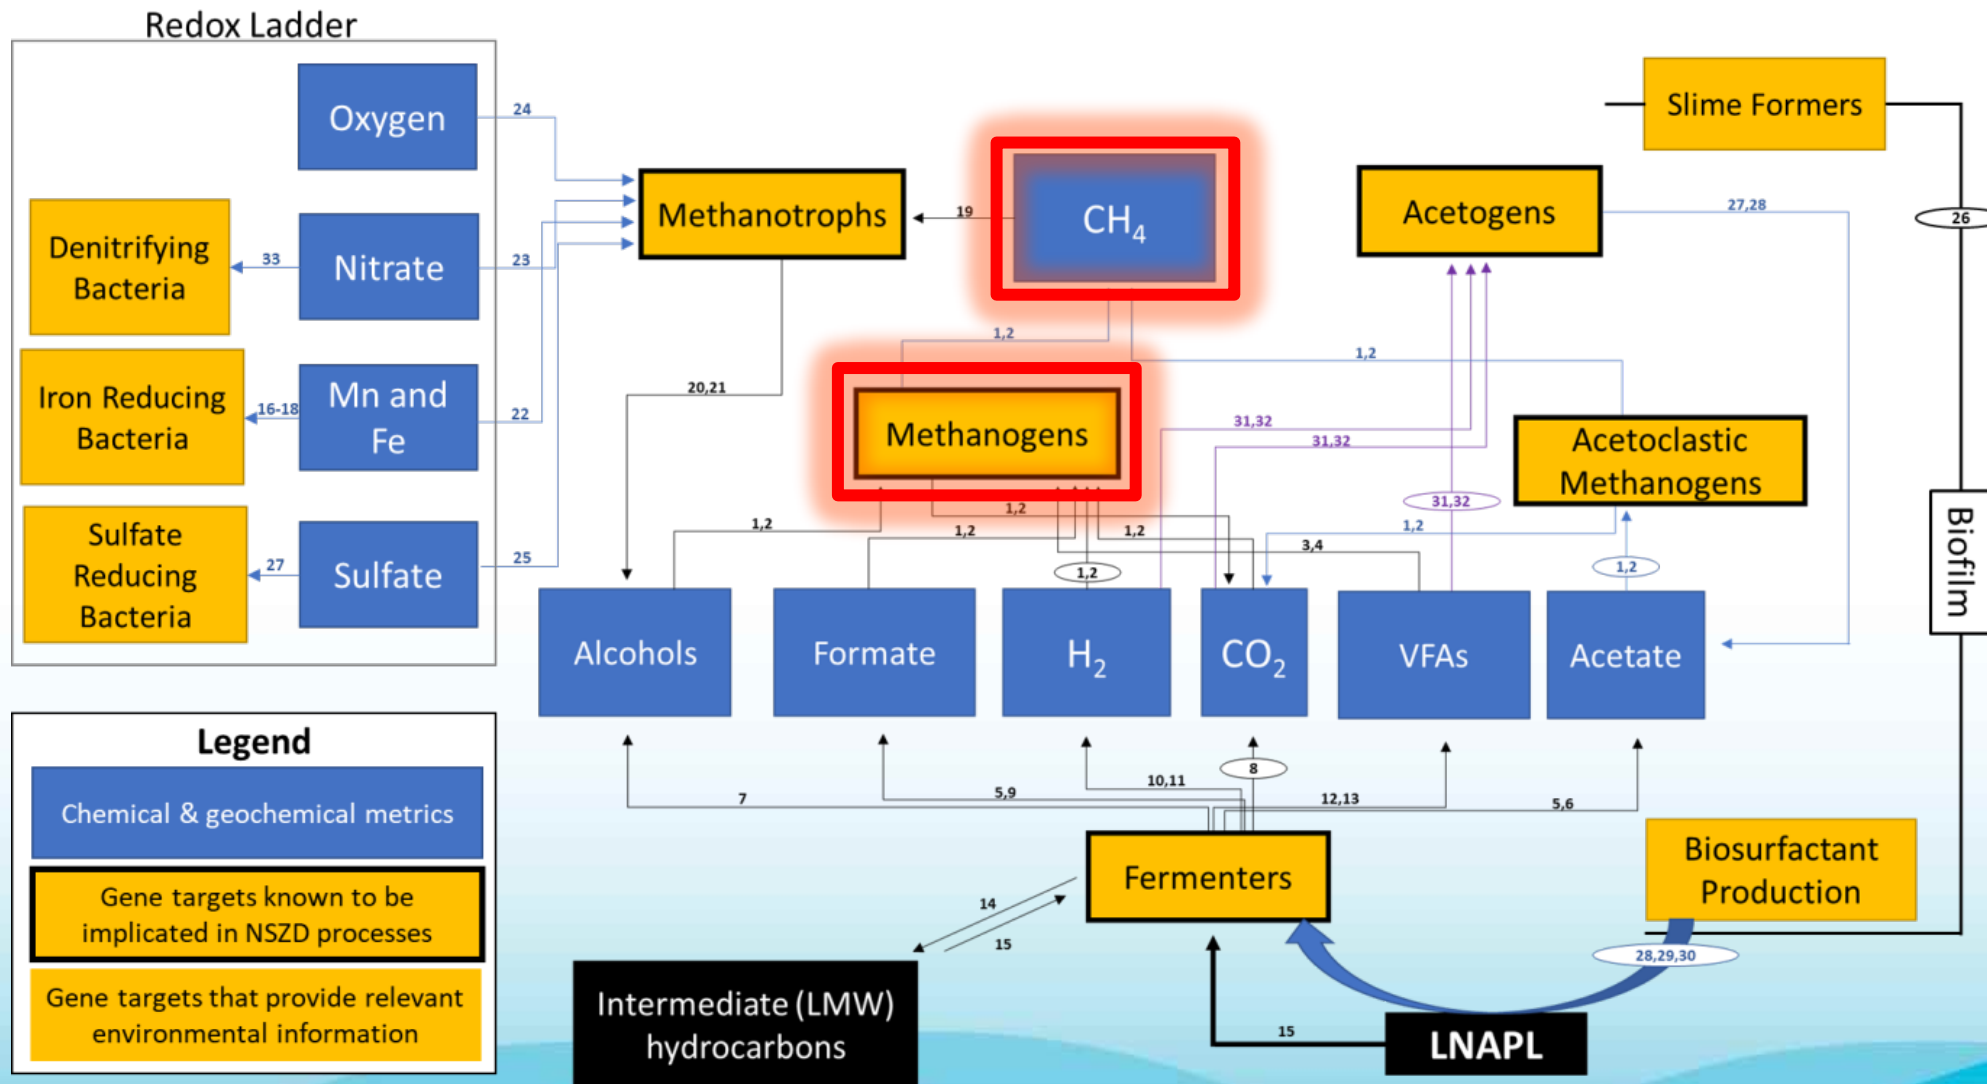 Redox Ladder
Oxygen
24
Denitrifying
Bacteria
33
Nitrate
23
Iron Reducing
Bacteria
16-18
Mn and
Fe
22
Sulfate
Reducing
Bacteria
27
Sulfate
25
Methanotrophs
19
CH4
Acetogens
27,28
Slime Formers
26
1,2
1,2
20,21
Methanogens
31,32
31,32
Acetoclastic
Methanogens
31,32
1,2
1,2
1,2
1,2
1,2
3,4
1,2
1,2
Biofilm
Alcohols
Formate
H2
CO2
VFAs
Acetate
7
5,9
10,11
8
12,13
5,6
Fermenters
Biosurfactant
Production
14
15
28,29,30
Intermediate (LMW)
hydrocarbons
15
LNAPL
Legend
Chemical & geochemical metrics
Gene targets known to be
implicated in NSZD processes
Gene targets that provide relevant
environmental information